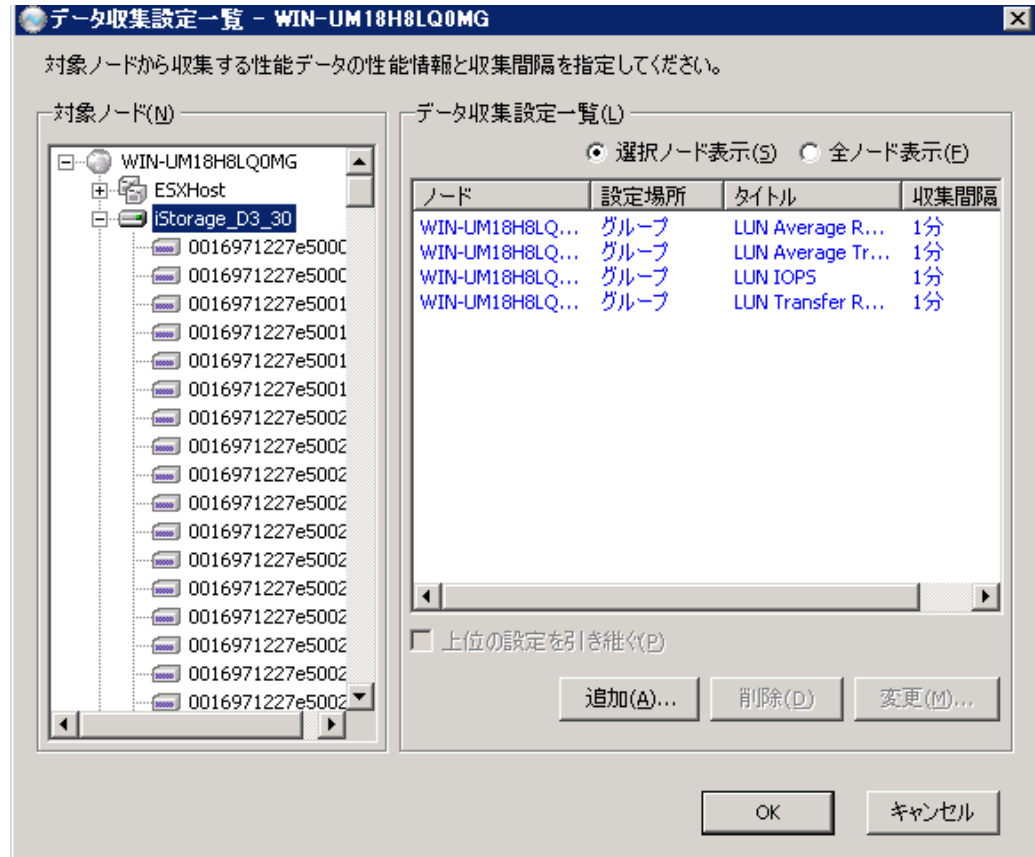 データ収集設定一覧 - WIN-UM18H8LQ0MG
対象ノードから収集する性能データの性能情報と収集間隔を指定してください。
対象ノード(N)
WIN-UM18H8LQ0MG
ESXHost
iStorage_D3_30
0016971227e5000
0016971227e5000
0016971227e5001
0016971227e5001
0016971227e5001
0016971227e5001
0016971227e5002
0016971227e5002
0016971227e5002
0016971227e5002
0016971227e5002
0016971227e5002
0016971227e5002
0016971227e5002
0016971227e5002
0016971227e5002
0016971227e5002
データ収集設定一覧(L)
選択ノード表示(S) 全ノード表示(F)
ノード 設定場所 タイトル 収集間隔
WIN-UM18H8LQ... グループ LUN Average R... 1分
WIN-UM18H8LQ... グループ LUN Average Tr... 1分
WIN-UM18H8LQ... グループ LUN IOPS 1分
WIN-UM18H8LQ... グループ LUN Transfer R... 1分
上位の設定を引き継ぐ(P)
追加(A)... 削除(D) 変更(M)...
OK キャンセル